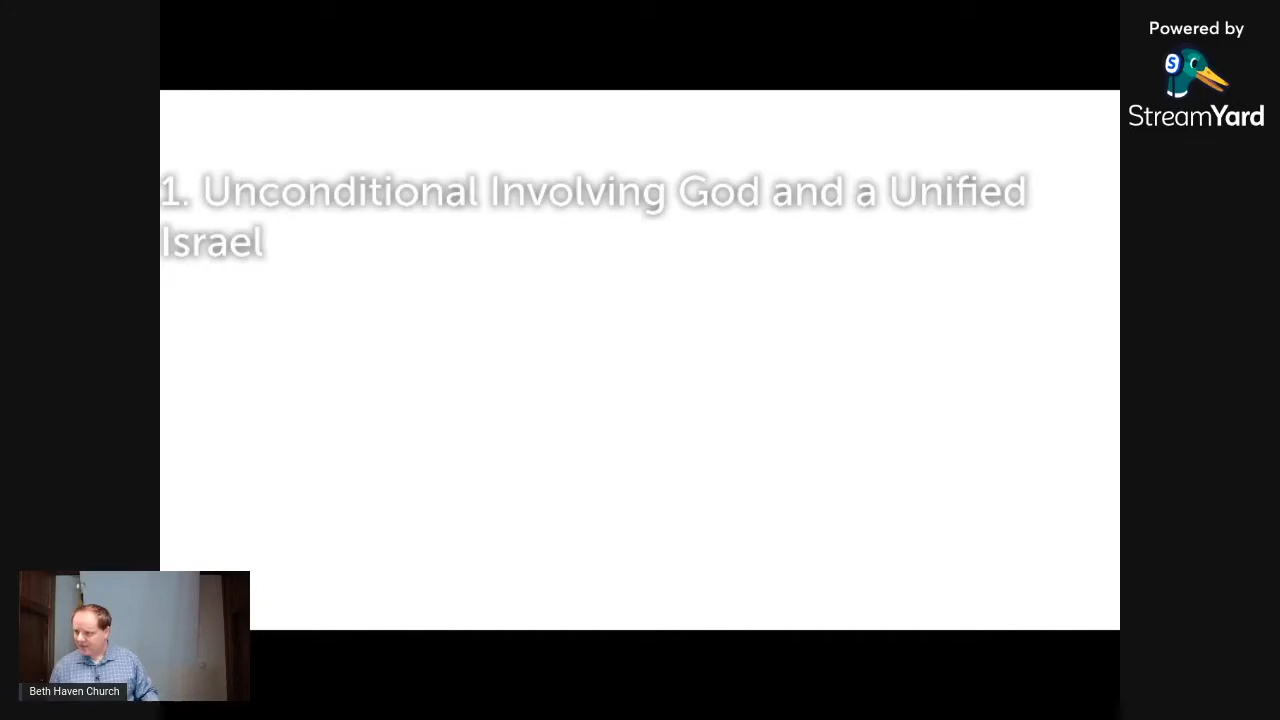 Powered by
S
StreamYard
1. Unconditional Involving God and a Unified
Israel
Beth Haven Church